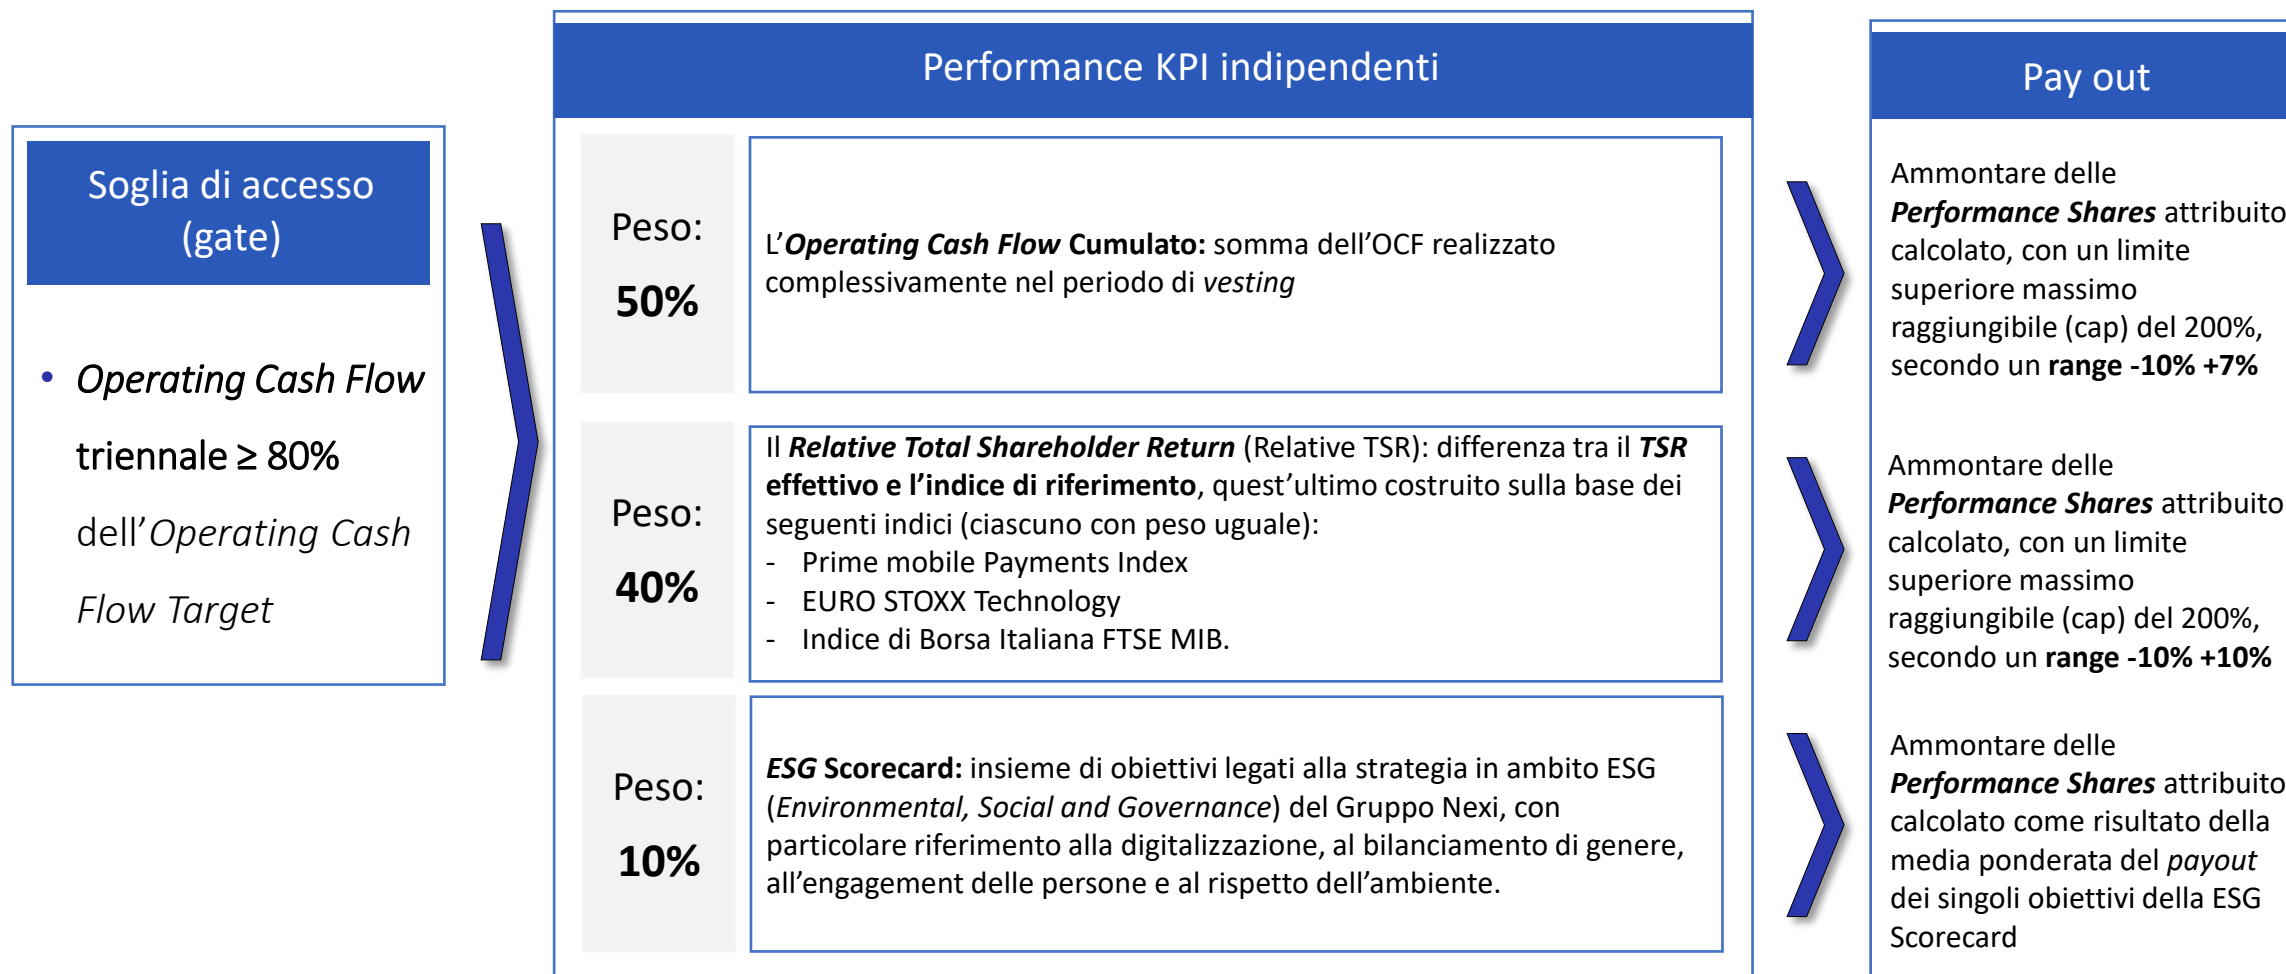 Soglia di accesso
(gate)
• Operating Cash Flow
triennale ≥ 80%
dell’Operating Cash
Flow Target
Performance KPI indipendenti
Peso:
50%
L’Operating Cash Flow Cumulato: somma dell’OCF realizzato
complessivamente nel periodo di vesting
Peso:
40%
Il Relative Total Shareholder Return (Relative TSR): differenza tra il TSR
effettivo e l’indice di riferimento, quest’ultimo costruito sulla base dei
seguenti indici (ciascuno con peso uguale):
- Prime mobile Payments Index
- EURO STOXX Technology
- Indice di Borsa Italiana FTSE MIB.
Peso:
10%
ESG Scorecard: insieme di obiettivi legati alla strategia in ambito ESG
(Environmental, Social and Governance) del Gruppo Nexi, con
particolare riferimento alla digitalizzazione, al bilanciamento di genere,
all’engagement delle persone e al rispetto dell’ambiente.
Pay out
Ammontare delle
Performance Shares attribuito
calcolato, con un limite
superiore massimo
raggiungibile (cap) del 200%,
secondo un range -10% +7%
Ammontare delle
Performance Shares attribuito
calcolato, con un limite
superiore massimo
raggiungibile (cap) del 200%,
secondo un range -10% +10%
Ammontare delle
Performance Shares attribuito
calcolato come risultato della
media ponderata del payout
dei singoli obiettivi della ESG
Scorecard